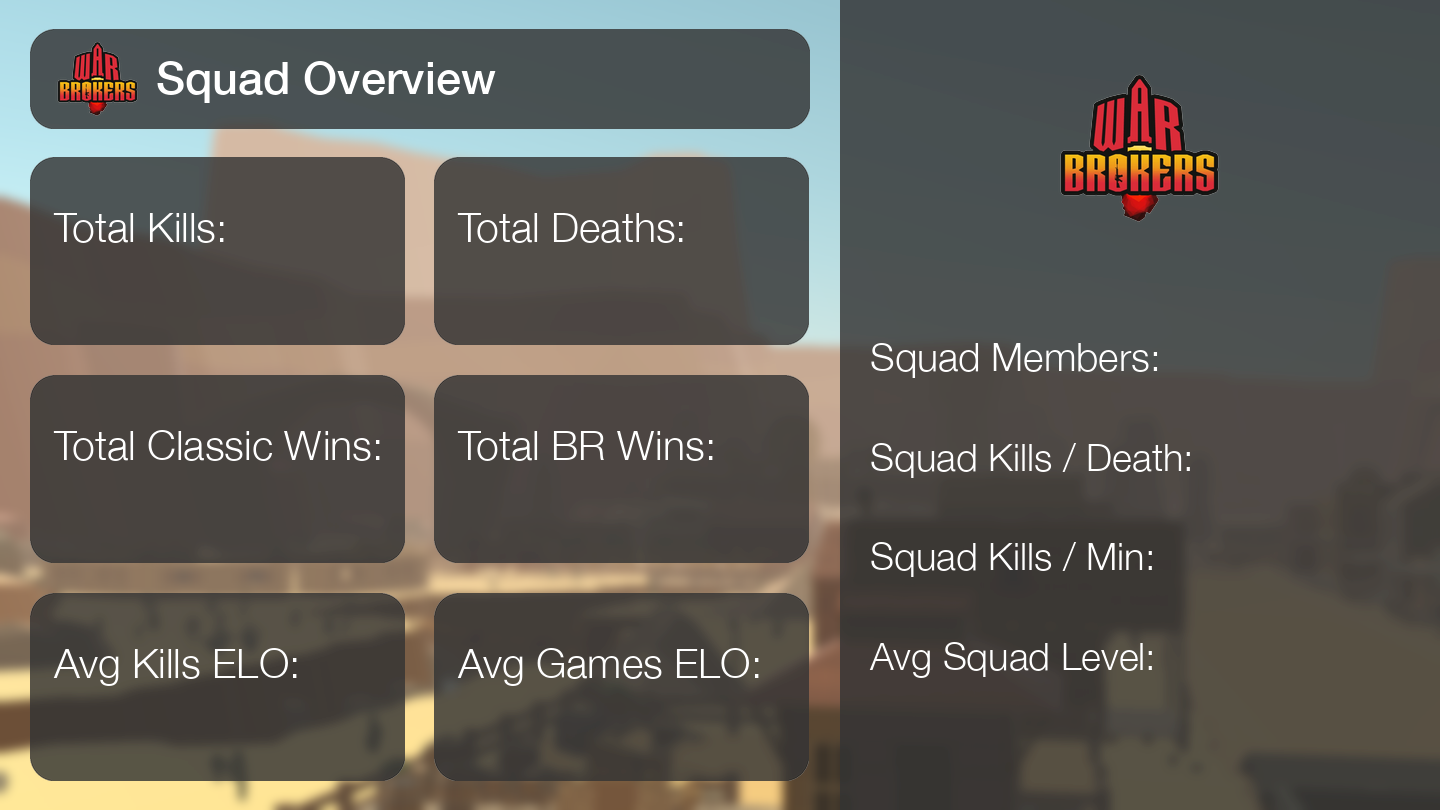 WAR
BROKERS
Squad Overview
Total Kills:
Total Deaths:
Total Classic Wins:
Total BR Wins:
Avg Kills ELO:
Avg Games ELO:
WAR
BROKERS
Squad Members:
Squad Kills / Death:
Squad Kills / Min:
Avg Squad Level: